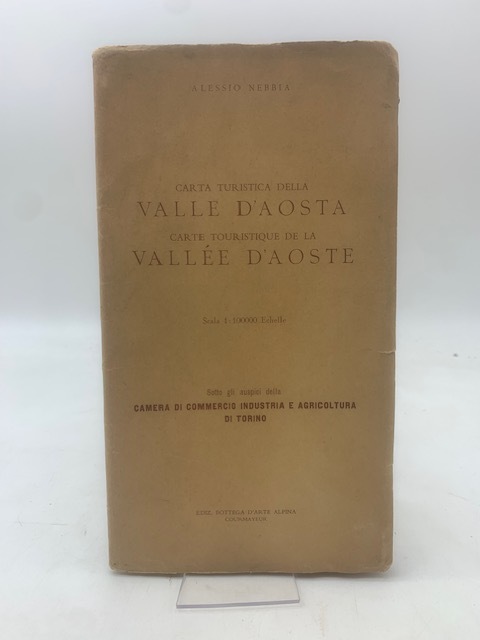 ALESSIO NEBBIA
CARTA TURISTICA DELLA
VALLE D'AOSTA
CARTE TOURISTIQUE DE LA
VALLÉE D'AOSTE
Scala 1:100000 Echelle
Sotto gli auspici della
CAMERA DI COMMERCIO INDUSTRIA E AGRICOLTURA
DI TORINO
EDIZ. BOTTEGA D'ARTE ALPINA
COURMAYEUR